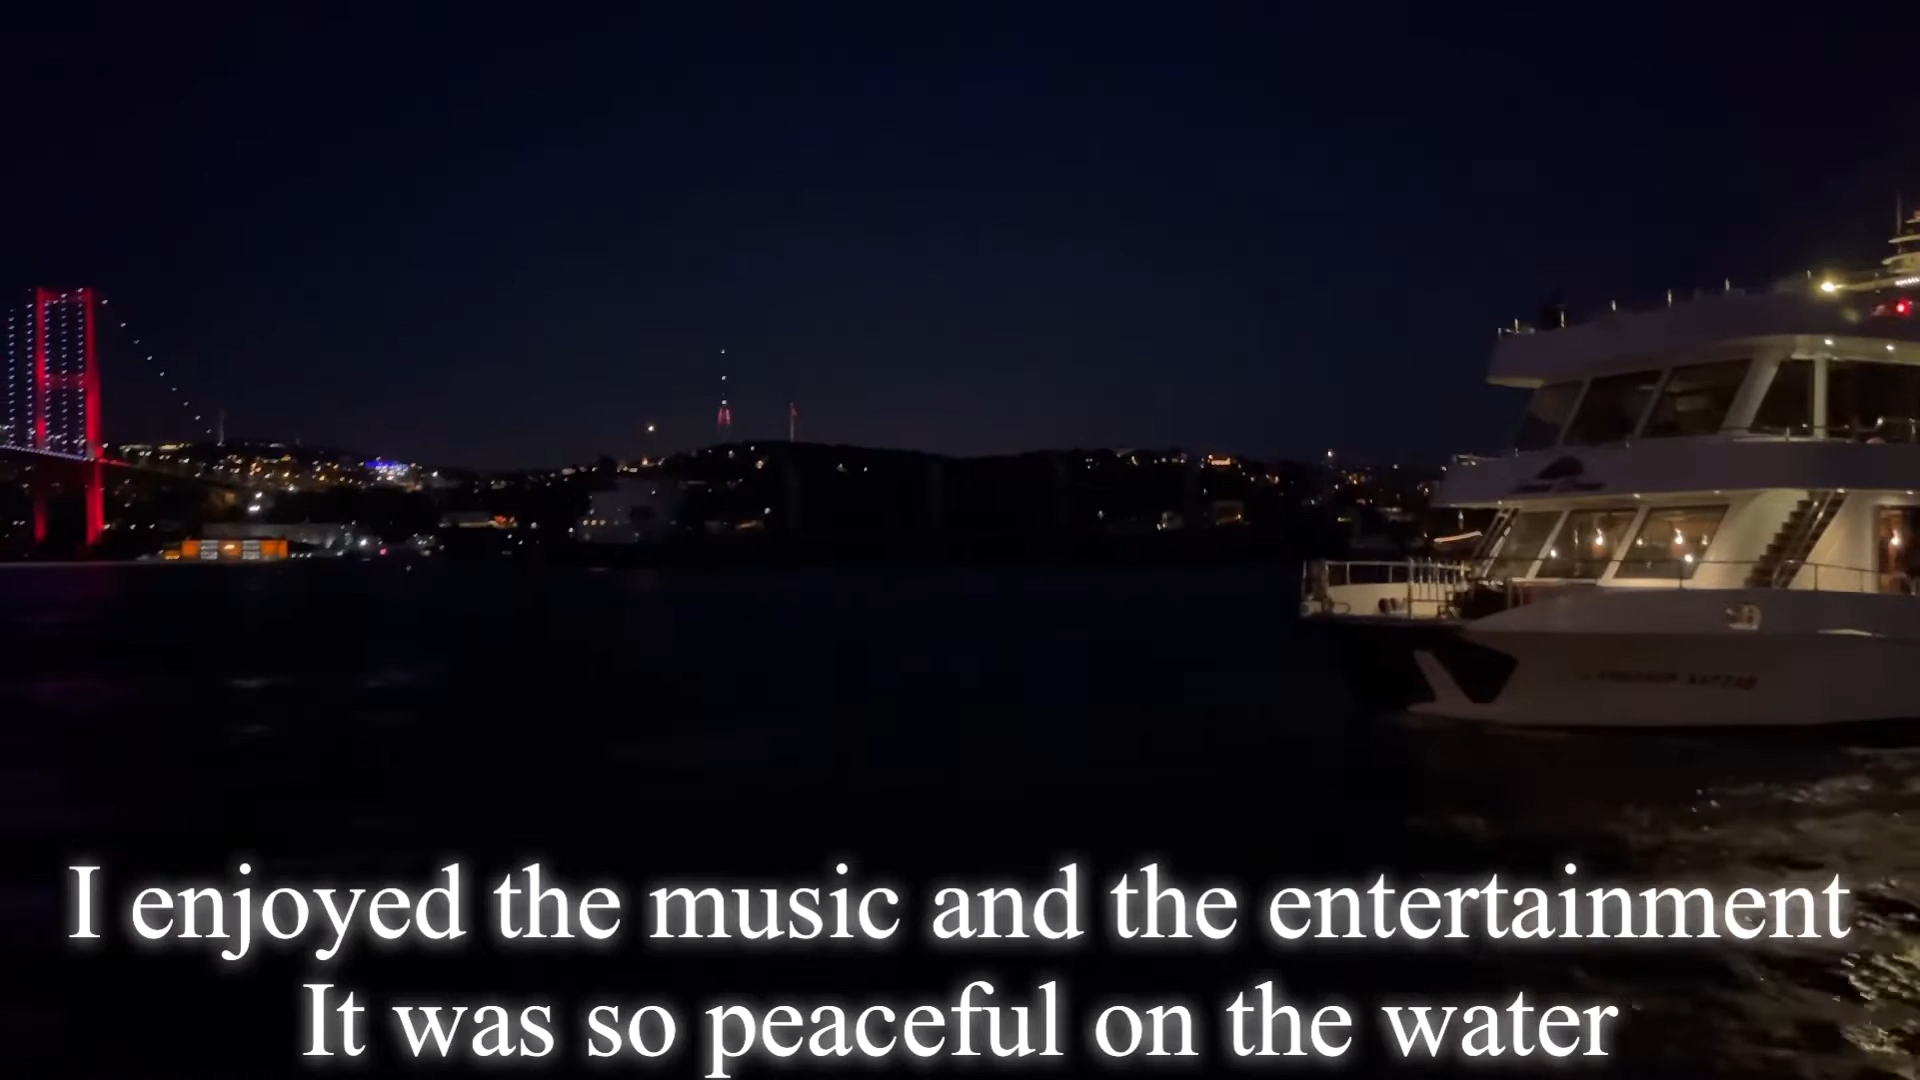 I enjoyed the music and the entertainment
It was so peaceful on the water